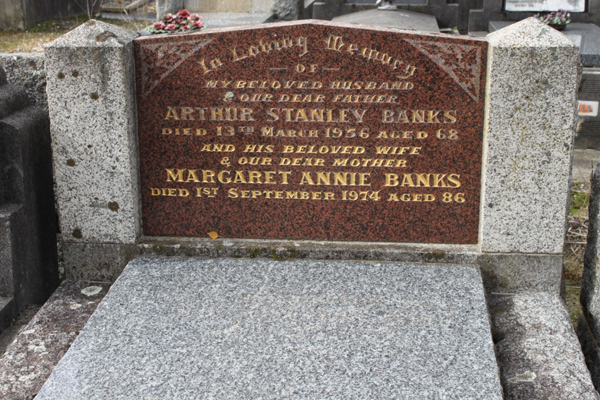 In Loving Memory
— OF —
MY BELOVED HUSBAND
& OUR DEAR FATHER
ARTHUR STANLEY BANKS
DIED 13TH MARCH 1956 AGED 68
AND HIS BELOVED WIFE
& OUR DEAR MOTHER
MARGARET ANNIE BANKS
DIED 1ST SEPTEMBER 1974 AGED 86